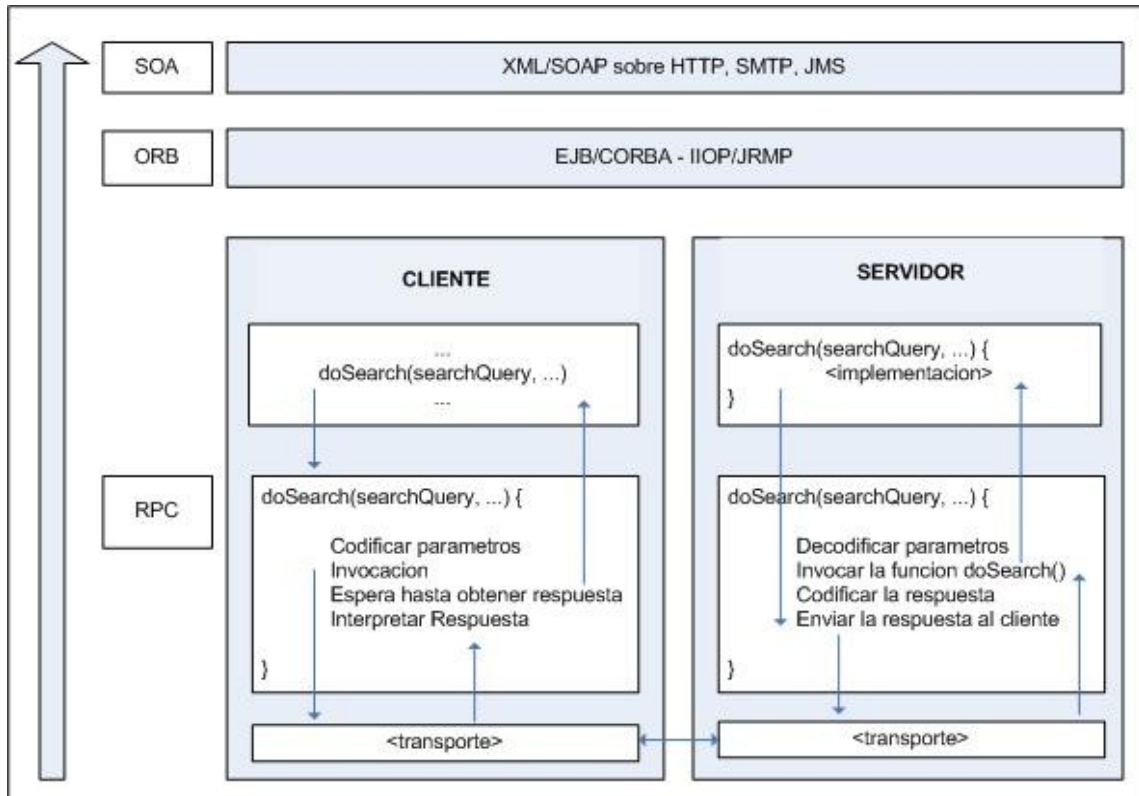 SOA
XML/SOAP sobre HTTP, SMTP, JMS
ORB
EJB/CORBA - IIOP/JRMP
RPC
CLIENTE
...
doSearch(searchQuery, ...)
...
doSearch(searchQuery, ...) {
Codificar parametros
Invocacion
Espera hasta obtener respuesta
Interpretar Respuesta
}
<transporte>
SERVIDOR
doSearch(searchQuery, ...) {
<implementacion>
}
doSearch(searchQuery, ...) {
Decodificar parametros
Invocar la funcion doSearch()
Codificar la respuesta
Enviar la respuesta al cliente
}
<transporte>